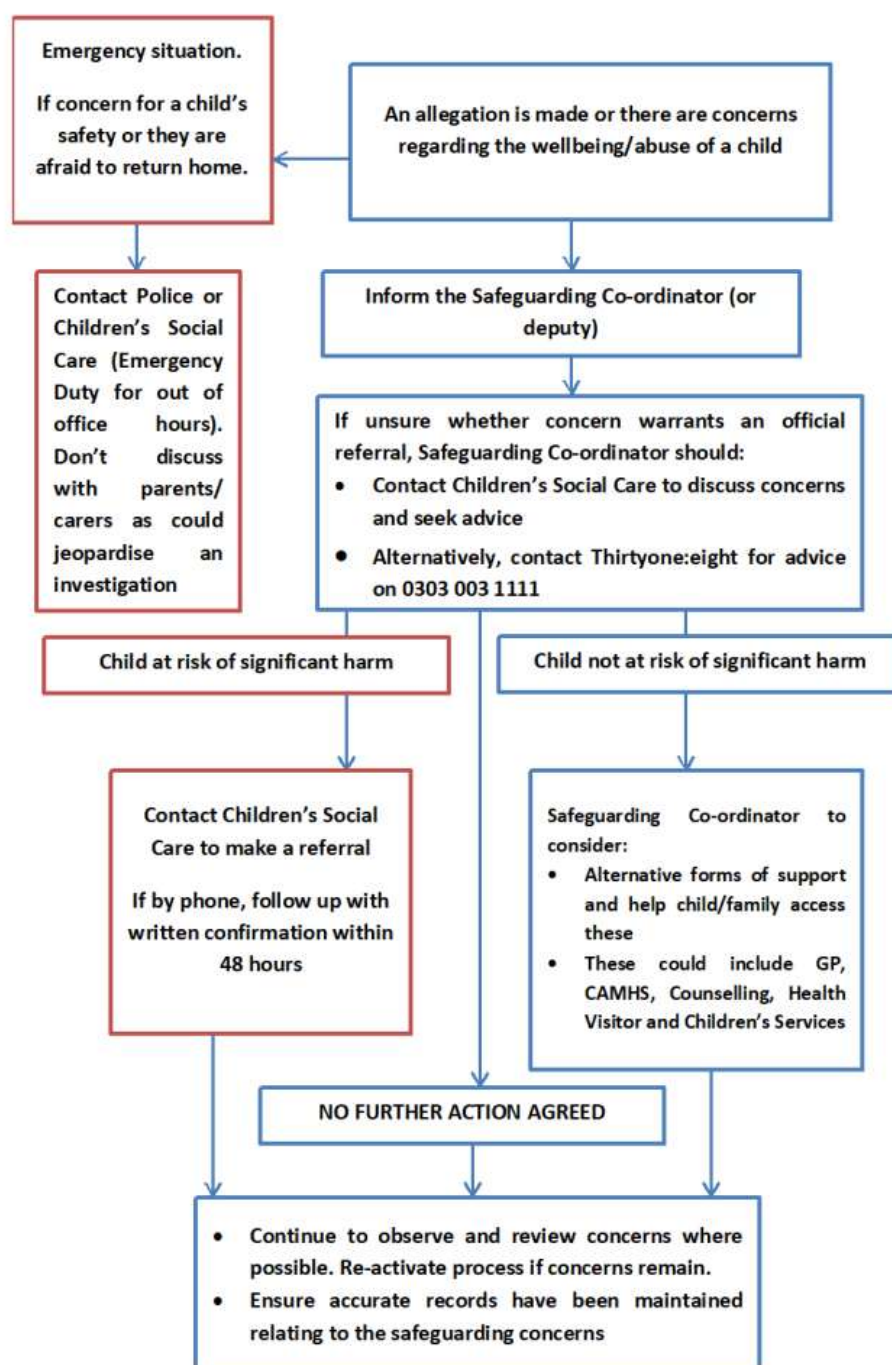 Emergency situation.
If concern for a child's
safety or they are
afraid to return home.
An allegation is made or there are concerns
regarding the wellbeing/abuse of a child
Contact Police or
Children's Social
Care (Emergency
Duty for out of
office hours).
Don't discuss
with parents/
carers as could
jeopardise an
investigation
Inform the Safeguarding Co-ordinator (or
deputy)
If unsure whether concern warrants an official
referral, Safeguarding Co-ordinator should:
• Contact Children's Social Care to discuss concerns
and seek advice
• Alternatively, contact Thirtyone:eight for advice
on 0303 003 1111
Child at risk of significant harm
Child not at risk of significant harm
Contact Children's Social
Care to make a referral
If by phone, follow up with
written confirmation within
48 hours
Safeguarding Co-ordinator to
consider:
• Alternative forms of support
and help child/family access
these
• These could include GP,
CAMHS, Counselling, Health
Visitor and Children's Services
NO FURTHER ACTION AGREED
• Continue to observe and review concerns where
possible. Re-activate process if concerns remain.
• Ensure accurate records have been maintained
relating to the safeguarding concerns